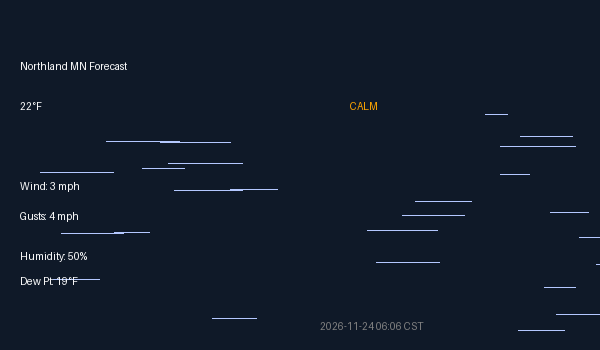 Northland MN Forecast
22°F
CALM
Wind: 3 mph
Gusts: 4 mph
Humidity: 50%
Dew Pt: 19°F
2026-11-24 06:06 CST